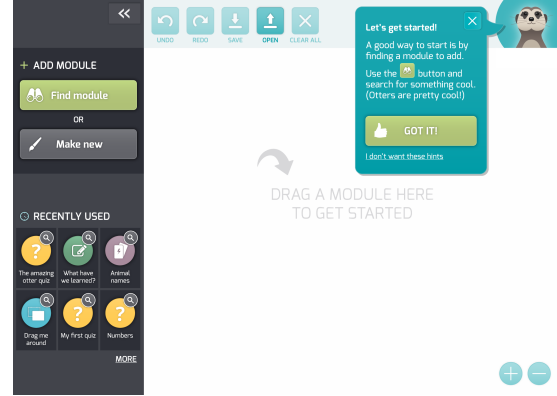 + ADD MODULE
Find module
OR
Make new
RECENTLY USED
?
?
?
The amazing
otter quiz
What have
we learned?
Animal
names
Drag me
around
My first quiz
Numbers
MORE
UNDO
REDO
SAVE
OPEN
CLEAR ALL
DRAG A MODULE HERE
TO GET STARTED
Let's get started!
A good way to start is by
finding a module to add.
Use the button and
search for something cool.
(Otters are pretty cool!)
GOT IT!
I don't want these hints